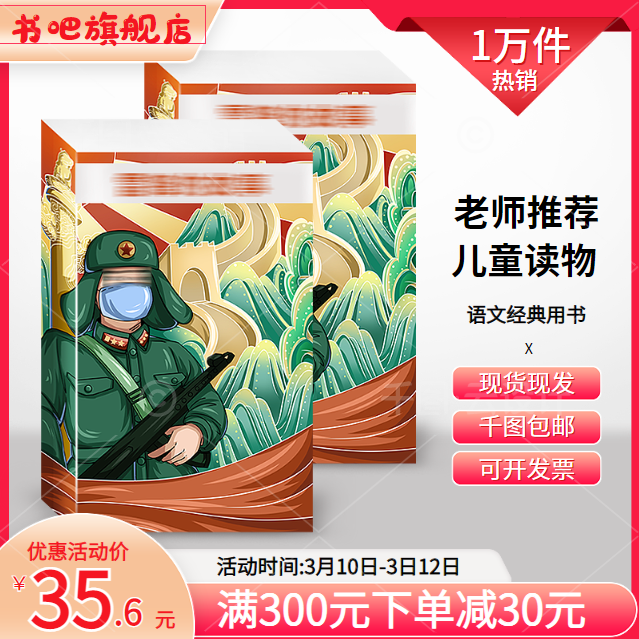 书吧旗舰店
1万件
热销
老师推荐
儿童读物
语文经典用书
X
现货现发
千图包邮
可开发票
优惠活动价
¥35.6元
活动时间:3月10日-3日12日
满300元下单减30元